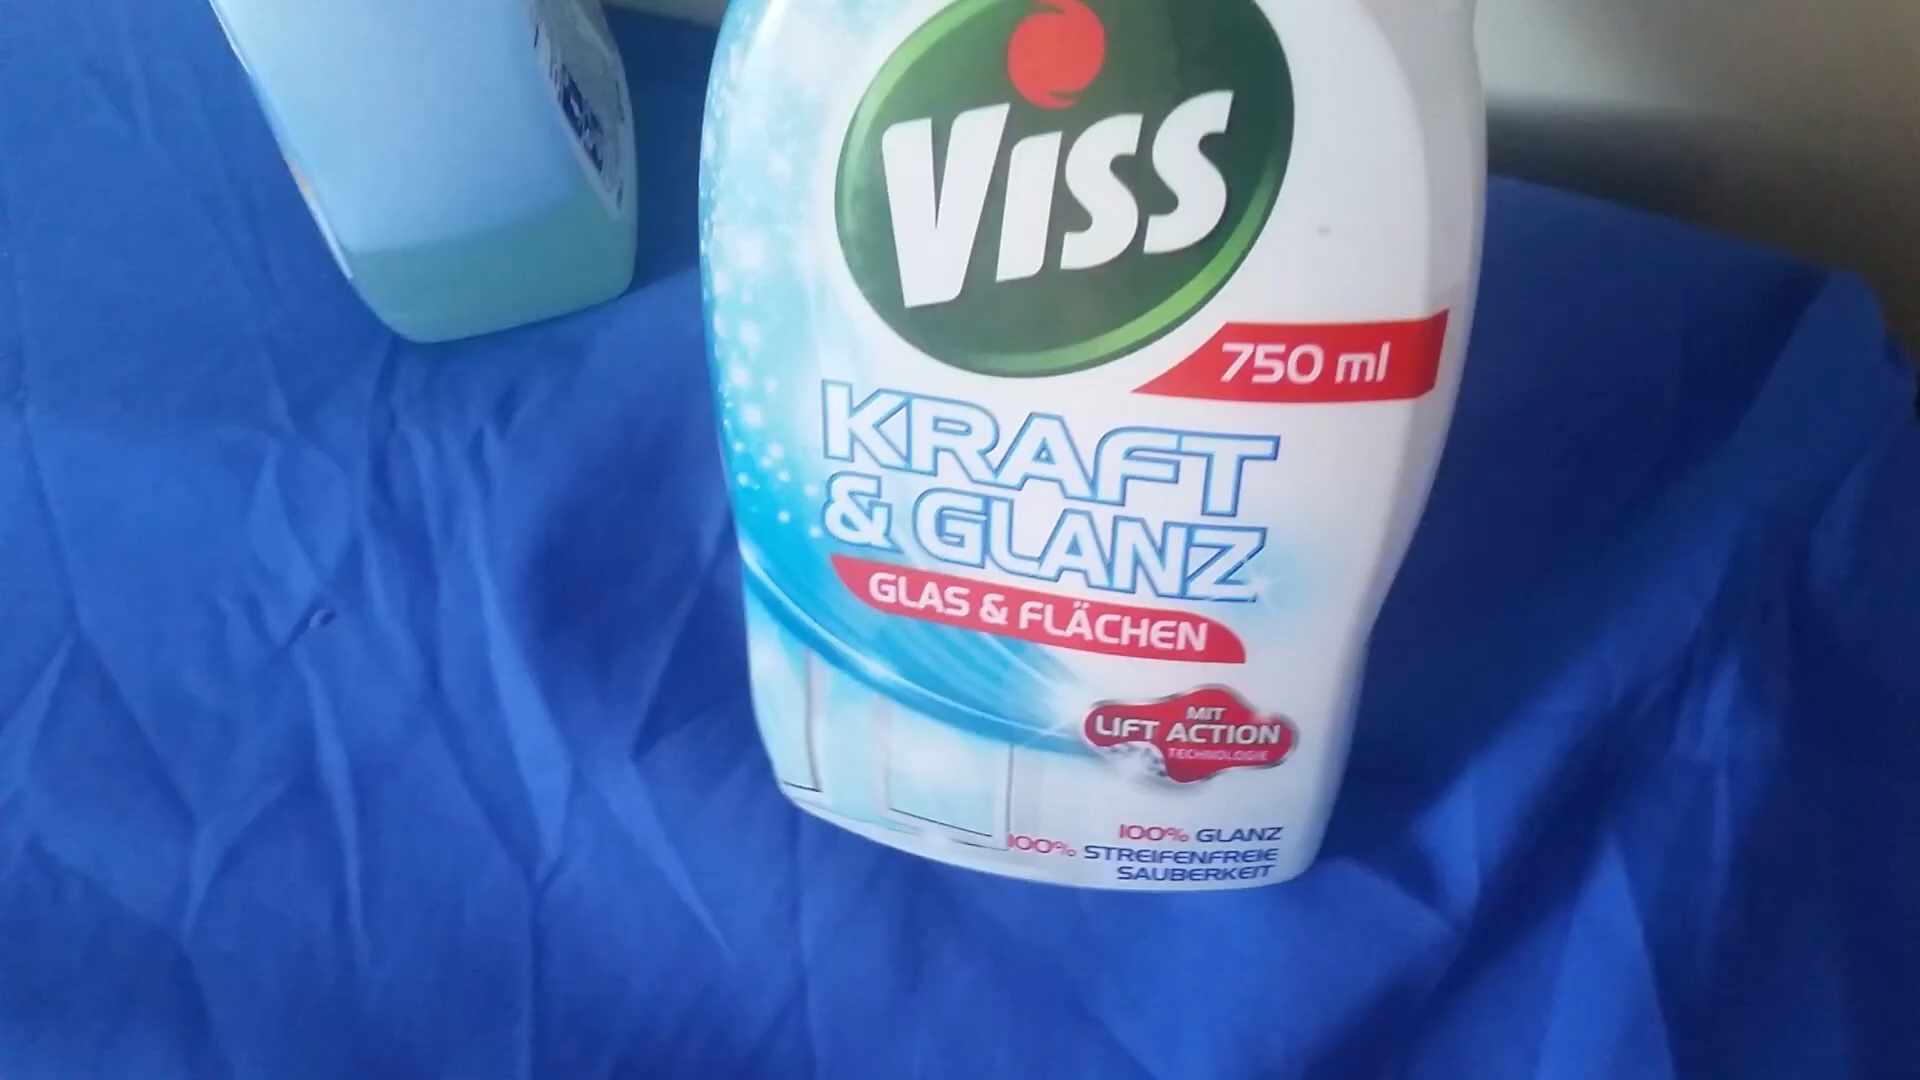 Viss
750 ml
KRAFT
& GLANZ
GLAS & FLÄCHEN
MIT
LIFT ACTION
TECHNOLOGIE
100% GLANZ
100% STREIFENFREIE
SAUBERKEIT